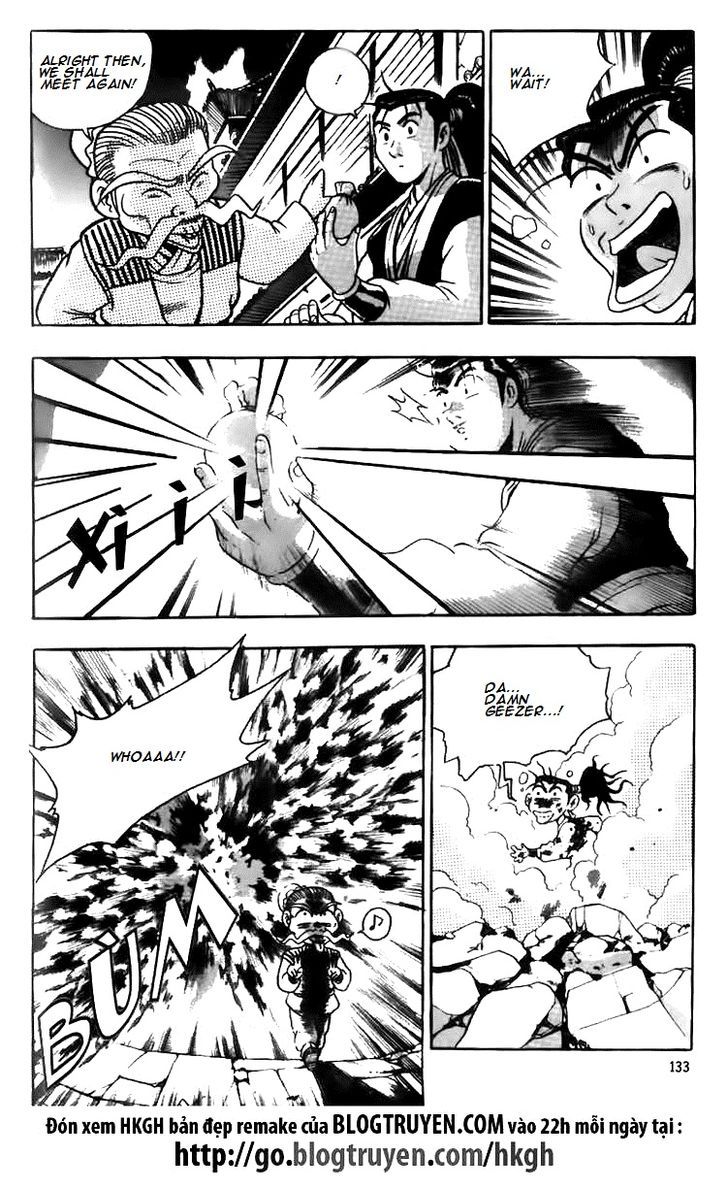 ALRIGHT THEN,
WE SHALL
MEET AGAIN!
!
WA...
WAIT!
Xì ì ì
WHOAAA!!
BÙM
DA...
DAMN
GEEZER...!
133
Đón xem HKGH bản đẹp remake của BLOGTRUYEN.COM vào 22h mỗi ngày tại :
http://go.blogtruyen.com/hkgh